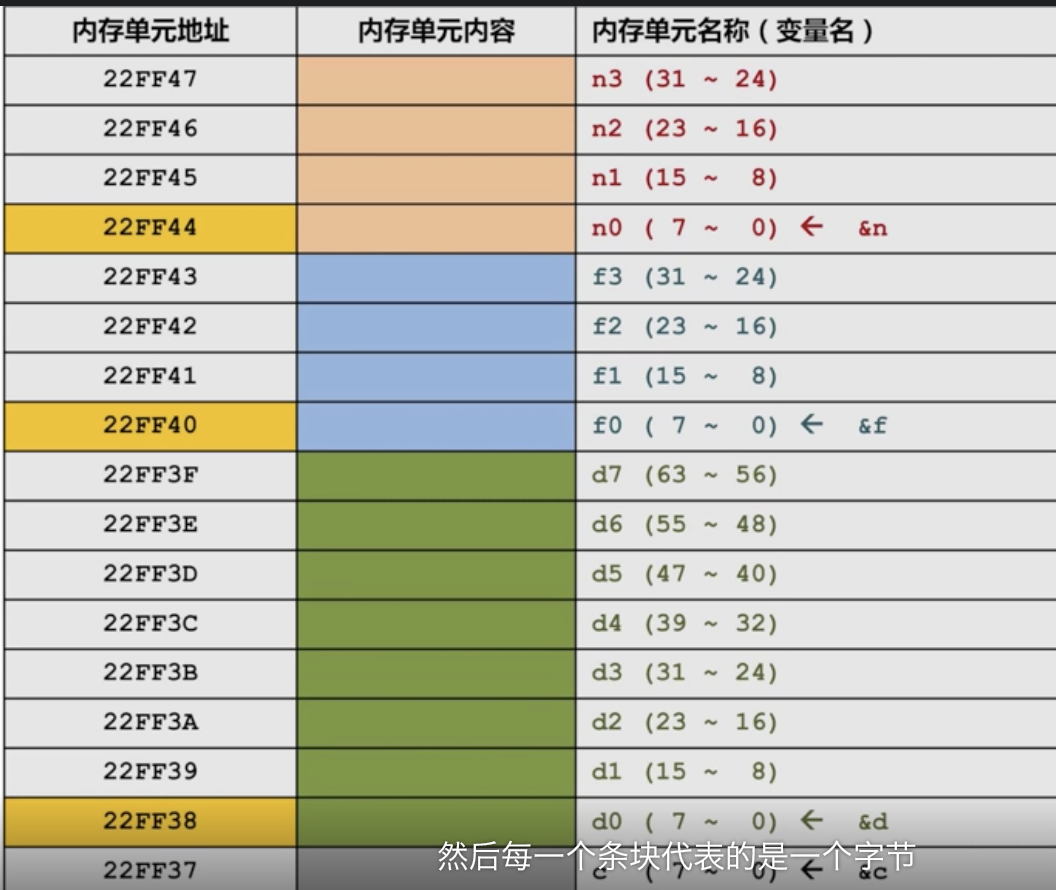 内存单元地址 内存单元内容 内存单元名称（变量名）
22FF47 n3 (31 ~ 24)
22FF46 n2 (23 ~ 16)
22FF45 n1 (15 ~ 8)
22FF44 n0 ( 7 ~ 0) ← &n
22FF43 f3 (31 ~ 24)
22FF42 f2 (23 ~ 16)
22FF41 f1 (15 ~ 8)
22FF40 f0 ( 7 ~ 0) ← &f
22FF3F d7 (63 ~ 56)
22FF3E d6 (55 ~ 48)
22FF3D d5 (47 ~ 40)
22FF3C d4 (39 ~ 32)
22FF3B d3 (31 ~ 24)
22FF3A d2 (23 ~ 16)
22FF39 d1 (15 ~ 8)
22FF38 d0 ( 7 ~ 0) ← &d
然后每一个条块代表的是一个字节
22FF37 c ( 7 ~ 0) ← &c